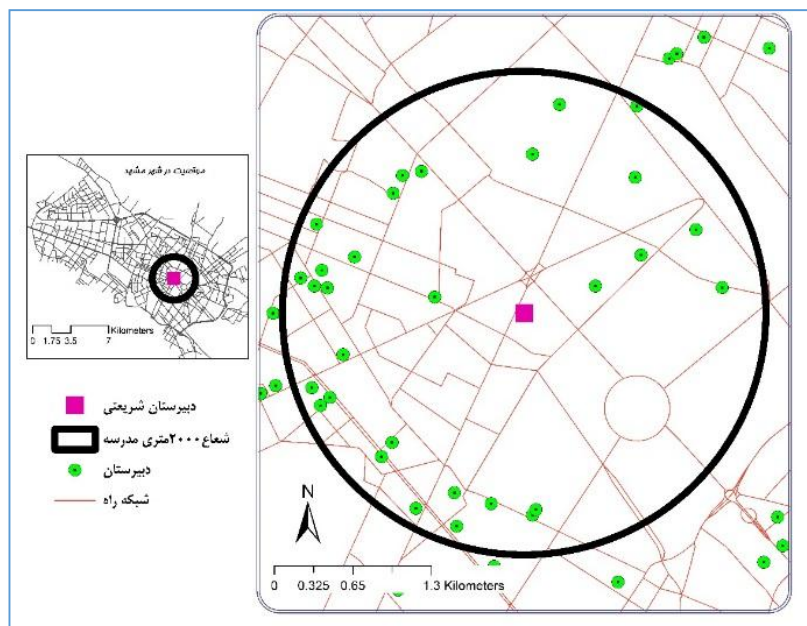 موقعیت در شهر مشهد
0 1.75 3.5 7
Kilometers
دبیرستان شریعتی
شعاع ۲۰۰۰متری مدرسه
دبیرستان
شبکه راه
N
0 0.325 0.65 1.3 Kilometers